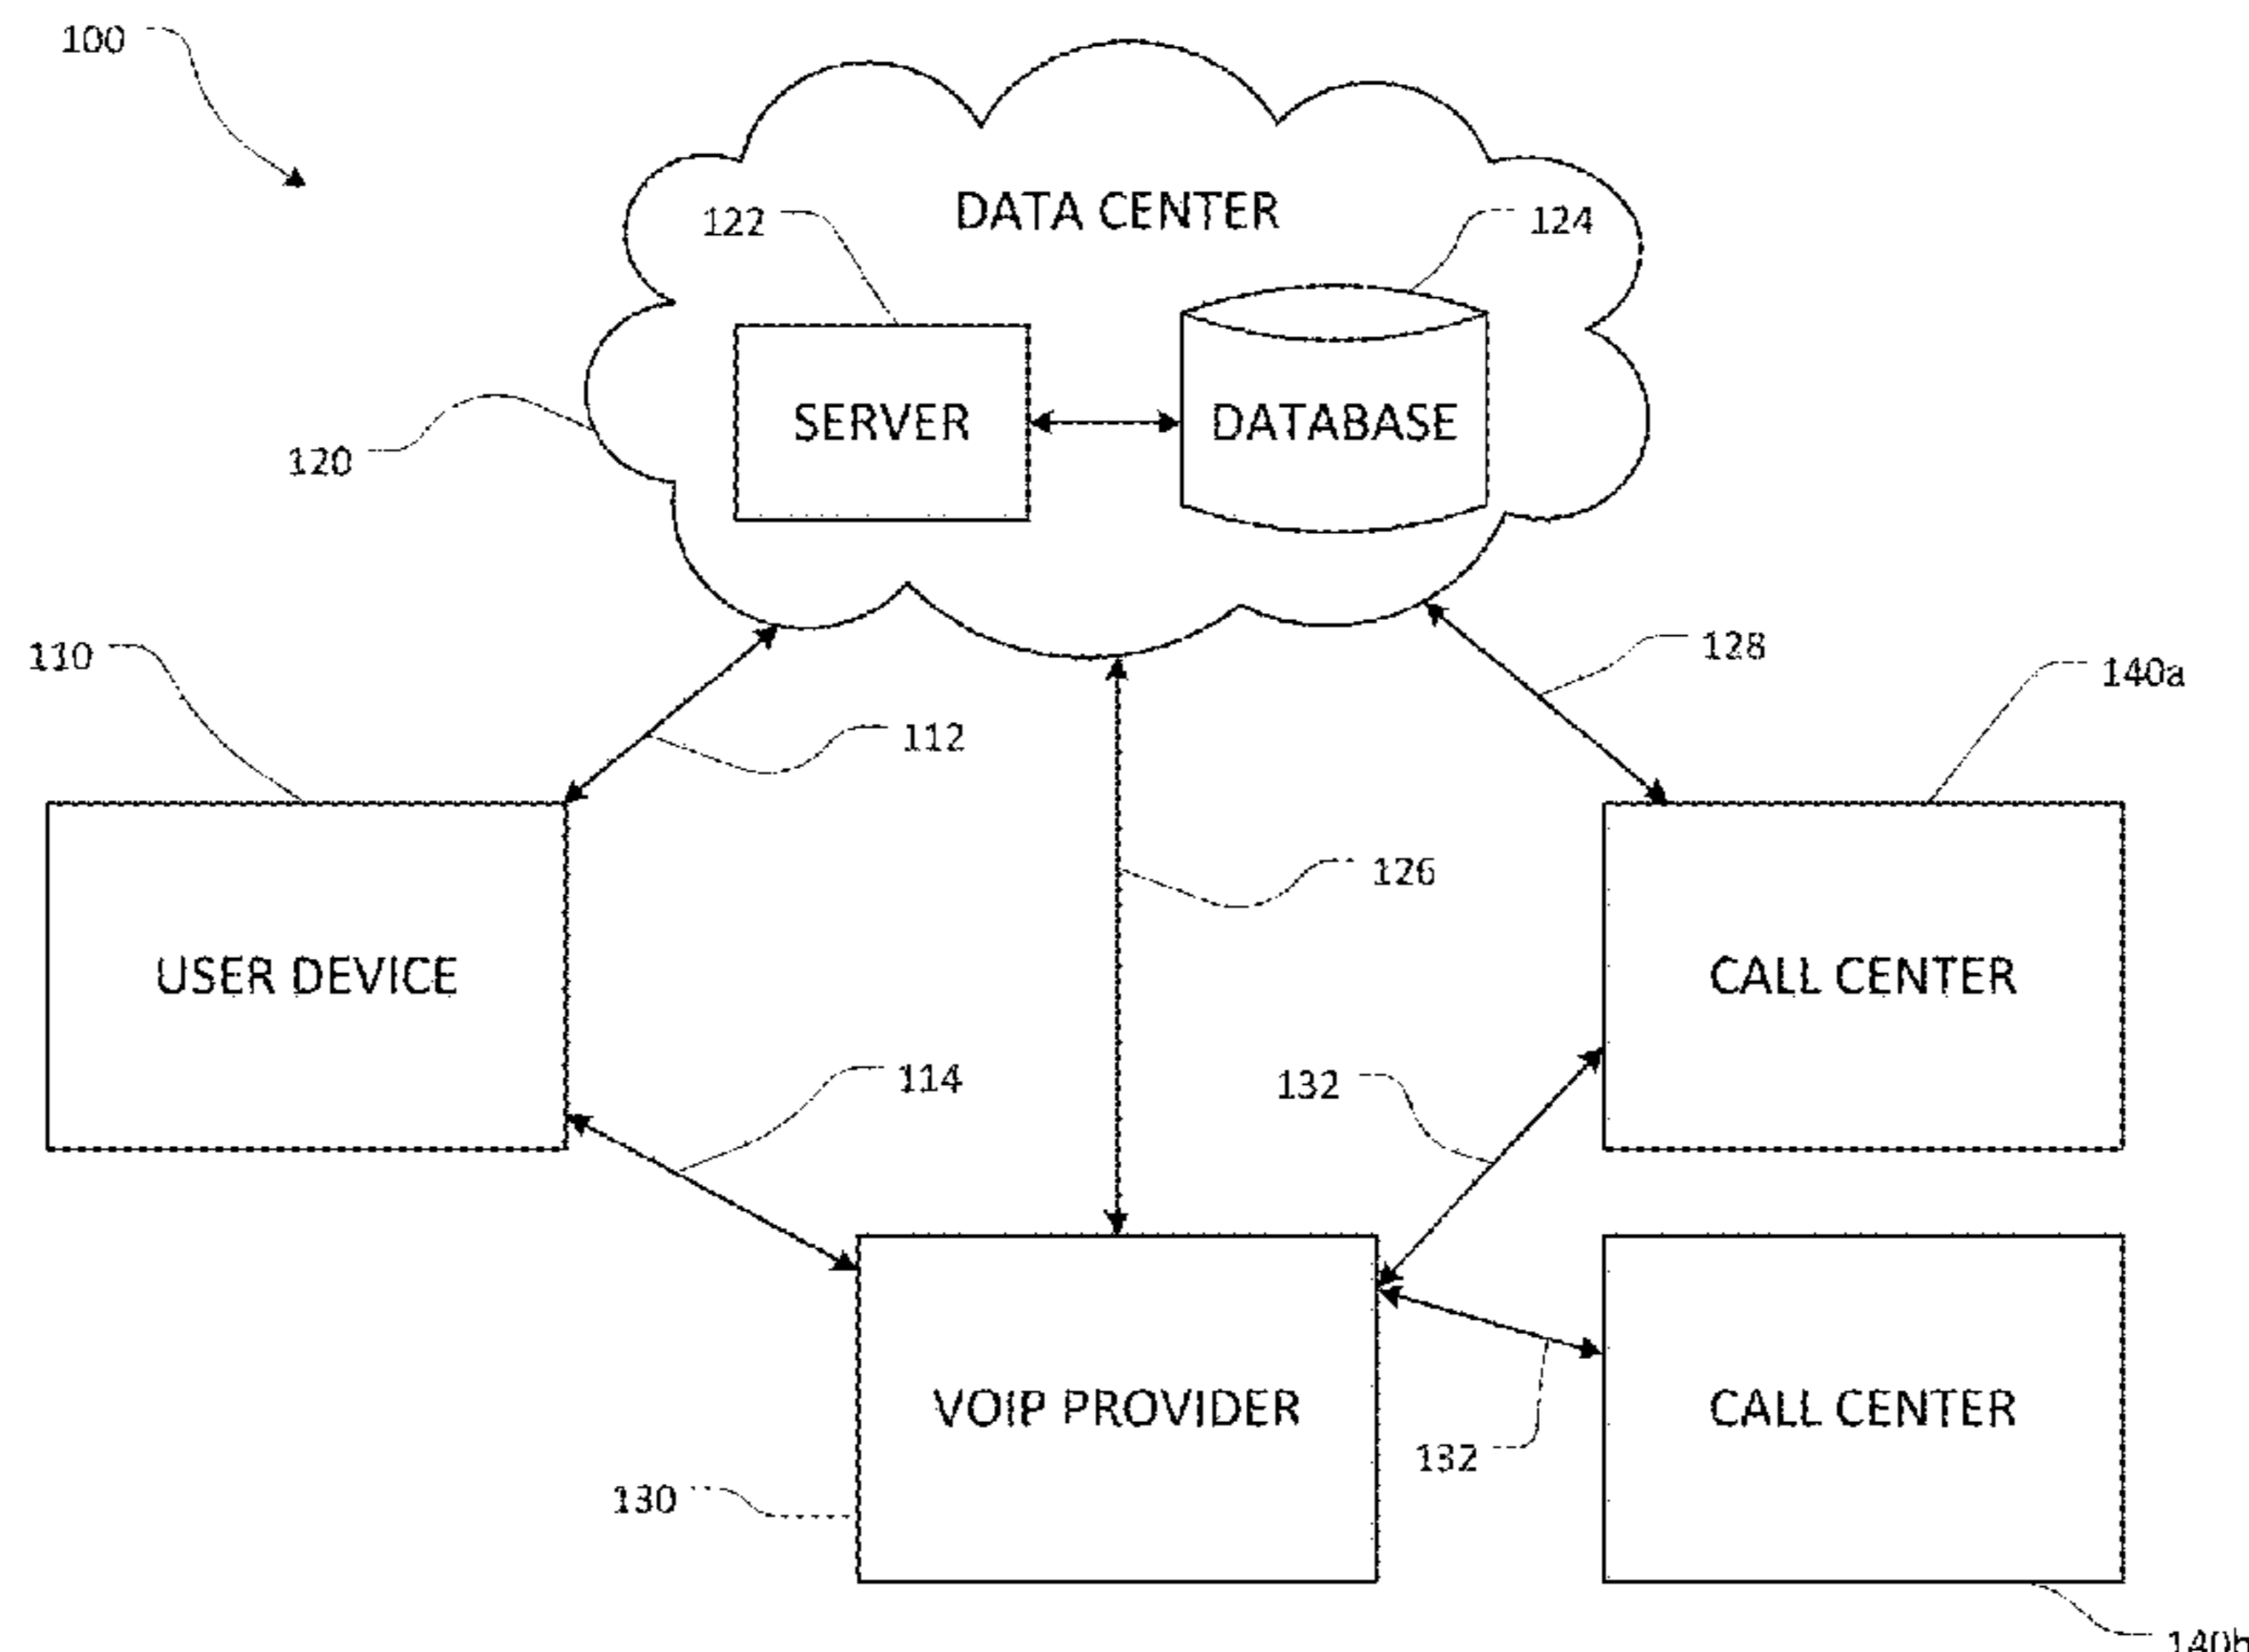 100
DATA CENTER
122
124
SERVER
DATABASE
120
110
128
140a
112
126
USER DEVICE
CALL CENTER
114
132
VOIP PROVIDER
CALL CENTER
132
130
140b